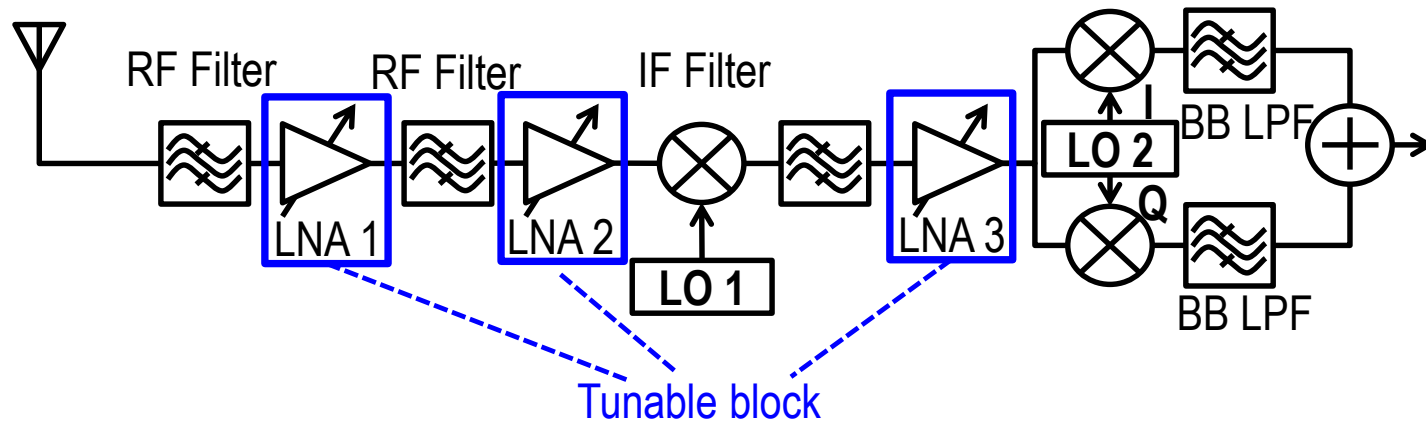 RF Filter
RF Filter
IF Filter
LNA 1
LNA 2
LO 1
LNA 3
I
LO 2
Q
BB LPF
BB LPF
Tunable block